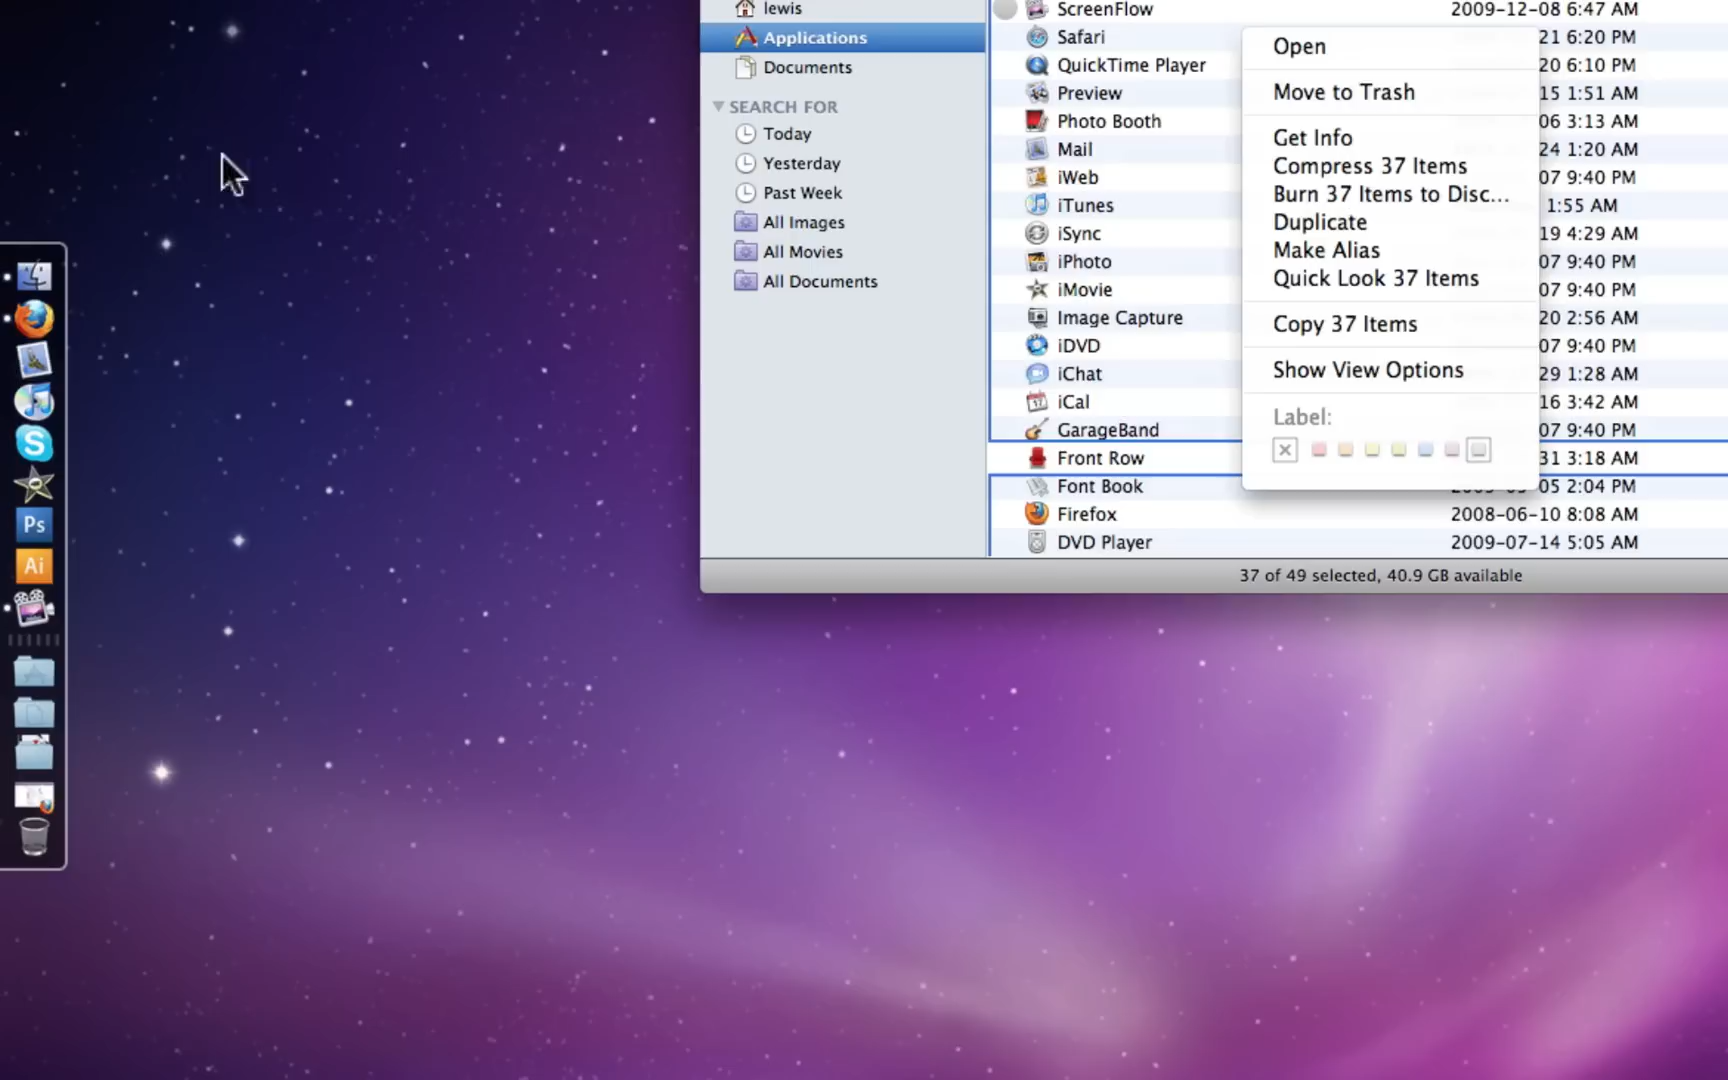 lewis
Applications
Documents
SEARCH FOR
Today
Yesterday
Past Week
All Images
All Movies
All Documents
ScreenFlow 2009-12-08 6:47 AM
Safari 21 6:20 PM
QuickTime Player 20 6:10 PM
Preview 15 1:51 AM
Photo Booth 06 3:13 AM
Mail 24 1:20 AM
iWeb 07 9:40 PM
iTunes 1:55 AM
iSync 19 4:29 AM
iPhoto 07 9:40 PM
iMovie 07 9:40 PM
Image Capture 20 2:56 AM
iDVD 07 9:40 PM
iChat 29 1:28 AM
iCal 16 3:42 AM
GarageBand 07 9:40 PM
Front Row 31 3:18 AM
Font Book 05 2:04 PM
Firefox 2008-06-10 8:08 AM
DVD Player 2009-07-14 5:05 AM
37 of 49 selected, 40.9 GB available
Open
Move to Trash
Get Info
Compress 37 Items
Burn 37 Items to Disc...
Duplicate
Make Alias
Quick Look 37 Items
Copy 37 Items
Show View Options
Label:
Ps
Ai